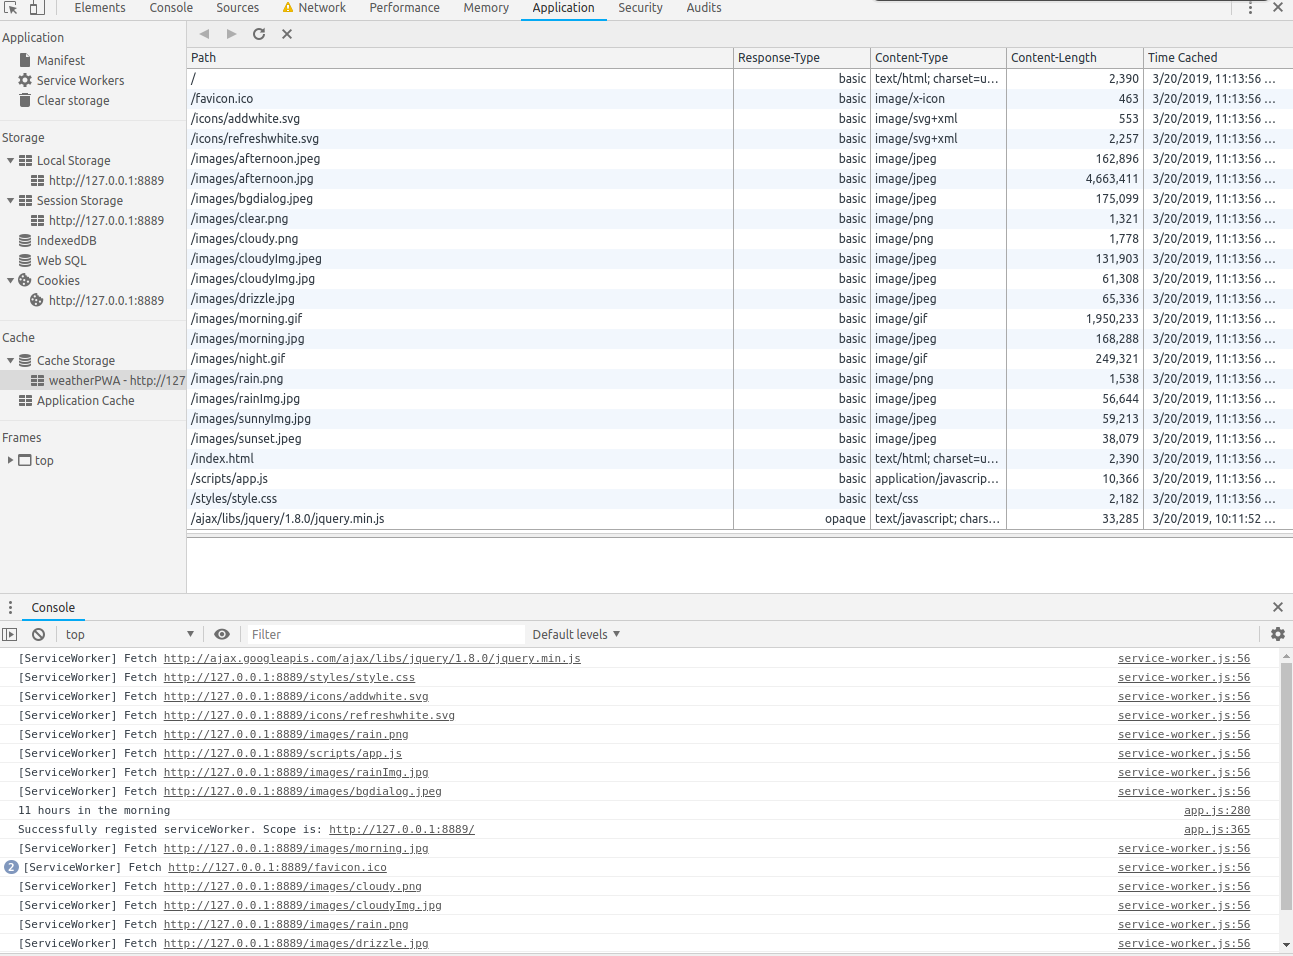 Elements Console Sources Network Performance Memory Application Security Audits
Application
Manifest
Service Workers
Clear storage
Storage
Local Storage
http://127.0.0.1:8889
Session Storage
http://127.0.0.1:8889
IndexedDB
Web SQL
Cookies
http://127.0.0.1:8889
Cache
Cache Storage
weatherPWA - http://127
Application Cache
Frames
top
Path Response-Type Content-Type Content-Length Time Cached
/ basic text/html; charset=u... 2,390 3/20/2019, 11:13:56 ...
/favicon.ico basic image/x-icon 463 3/20/2019, 11:13:56 ...
/icons/addwhite.svg basic image/svg+xml 553 3/20/2019, 11:13:56 ...
/icons/refreshwhite.svg basic image/svg+xml 2,257 3/20/2019, 11:13:56 ...
/images/afternoon.jpeg basic image/jpeg 162,896 3/20/2019, 11:13:56 ...
/images/afternoon.jpg basic image/jpeg 4,663,411 3/20/2019, 11:13:56 ...
/images/bgdialog.jpeg basic image/jpeg 175,099 3/20/2019, 11:13:56 ...
/images/clear.png basic image/png 1,321 3/20/2019, 11:13:56 ...
/images/cloudy.png basic image/png 1,778 3/20/2019, 11:13:56 ...
/images/cloudyImg.jpeg basic image/jpeg 131,903 3/20/2019, 11:13:56 ...
/images/cloudyImg.jpg basic image/jpeg 61,308 3/20/2019, 11:13:56 ...
/images/drizzle.jpg basic image/jpeg 65,336 3/20/2019, 11:13:56 ...
/images/morning.gif basic image/gif 1,950,233 3/20/2019, 11:13:56 ...
/images/morning.jpg basic image/jpeg 168,288 3/20/2019, 11:13:56 ...
/images/night.gif basic image/gif 249,321 3/20/2019, 11:13:56 ...
/images/rain.png basic image/png 1,538 3/20/2019, 11:13:56 ...
/images/rainImg.jpg basic image/jpeg 56,644 3/20/2019, 11:13:56 ...
/images/sunnyImg.jpg basic image/jpeg 59,213 3/20/2019, 11:13:56 ...
/images/sunset.jpeg basic image/jpeg 38,079 3/20/2019, 11:13:56 ...
/index.html basic text/html; charset=u... 2,390 3/20/2019, 11:13:56 ...
/scripts/app.js basic application/javascrip... 10,366 3/20/2019, 11:13:56 ...
/styles/style.css basic text/css 2,182 3/20/2019, 11:13:56 ...
/ajax/libs/jquery/1.8.0/jquery.min.js opaque text/javascript; chars... 33,285 3/20/2019, 10:11:52 ...
Console
top Filter Default levels
[ServiceWorker] Fetch http://ajax.googleapis.com/ajax/libs/jquery/1.8.0/jquery.min.js service-worker.js:56
[ServiceWorker] Fetch http://127.0.0.1:8889/styles/style.css service-worker.js:56
[ServiceWorker] Fetch http://127.0.0.1:8889/icons/addwhite.svg service-worker.js:56
[ServiceWorker] Fetch http://127.0.0.1:8889/icons/refreshwhite.svg service-worker.js:56
[ServiceWorker] Fetch http://127.0.0.1:8889/images/rain.png service-worker.js:56
[ServiceWorker] Fetch http://127.0.0.1:8889/scripts/app.js service-worker.js:56
[ServiceWorker] Fetch http://127.0.0.1:8889/images/rainImg.jpg service-worker.js:56
[ServiceWorker] Fetch http://127.0.0.1:8889/images/bgdialog.jpeg service-worker.js:56
11 hours in the morning app.js:280
Successfully registed serviceWorker. Scope is: http://127.0.0.1:8889/ app.js:365
[ServiceWorker] Fetch http://127.0.0.1:8889/images/morning.jpg service-worker.js:56
2 [ServiceWorker] Fetch http://127.0.0.1:8889/favicon.ico service-worker.js:56
[ServiceWorker] Fetch http://127.0.0.1:8889/images/cloudy.png service-worker.js:56
[ServiceWorker] Fetch http://127.0.0.1:8889/images/cloudyImg.jpg service-worker.js:56
[ServiceWorker] Fetch http://127.0.0.1:8889/images/rain.png service-worker.js:56
[ServiceWorker] Fetch http://127.0.0.1:8889/images/drizzle.jpg service-worker.js:56